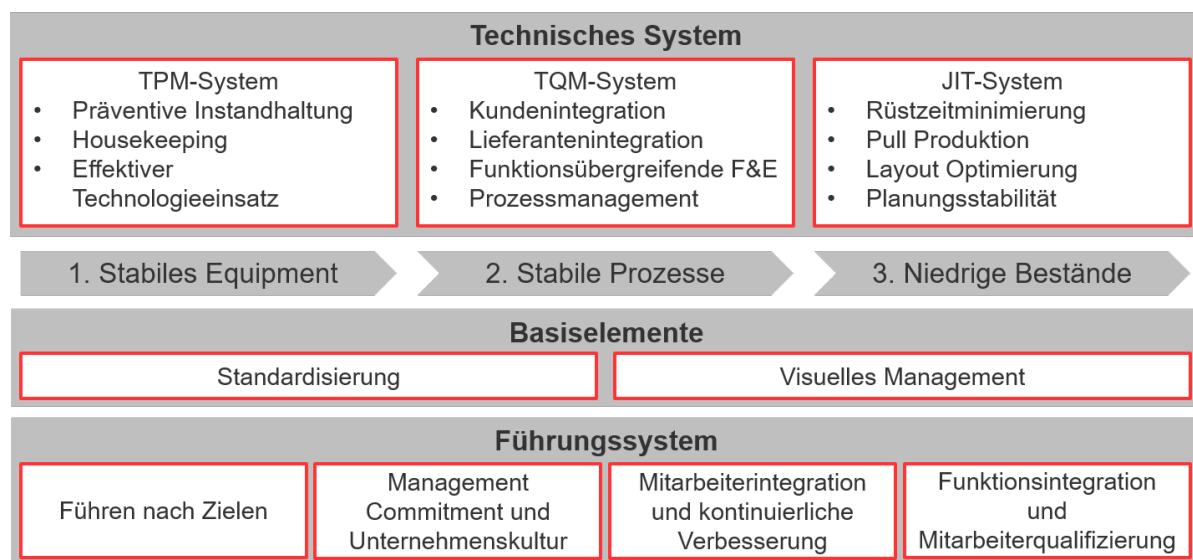 Technisches System
TPM-System
• Präventive Instandhaltung
• Housekeeping
• Effektiver
Technologieeinsatz
TQM-System
• Kundenintegration
• Lieferantenintegration
• Funktionsübergreifende F&E
• Prozessmanagement
JIT-System
• Rüstzeitminimierung
• Pull Produktion
• Layout Optimierung
• Planungsstabilität
1. Stabiles Equipment
2. Stabile Prozesse
3. Niedrige Bestände
Basiselemente
Standardisierung
Visuelles Management
Führungssystem
Führen nach Zielen
Management
Commitment und
Unternehmenskultur
Mitarbeiterintegration
und kontinuierliche
Verbesserung
Funktionsintegration
und
Mitarbeiterqualifizierung